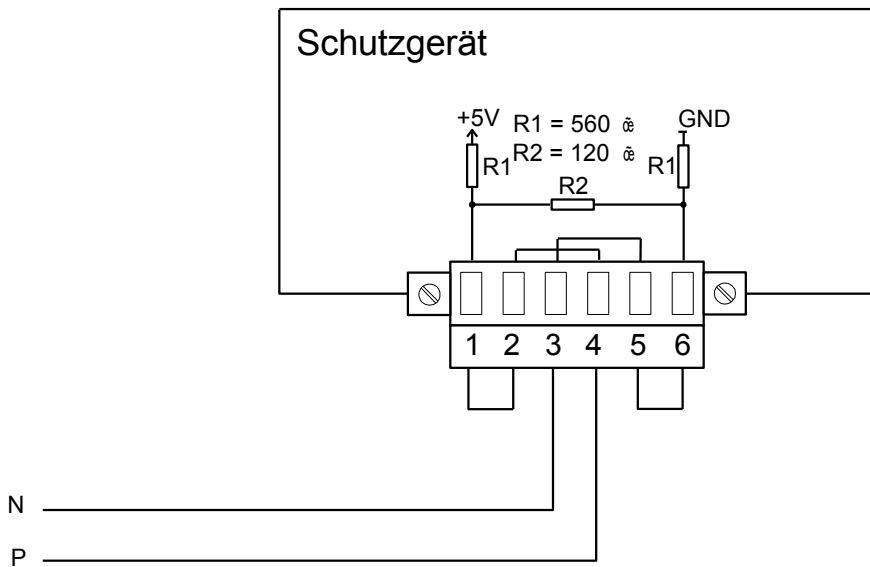 Schutzgerät
+5V R1 = 560 GND
R2 = 120
R1 R1
R2
1 2 3 4 5 6
N
P